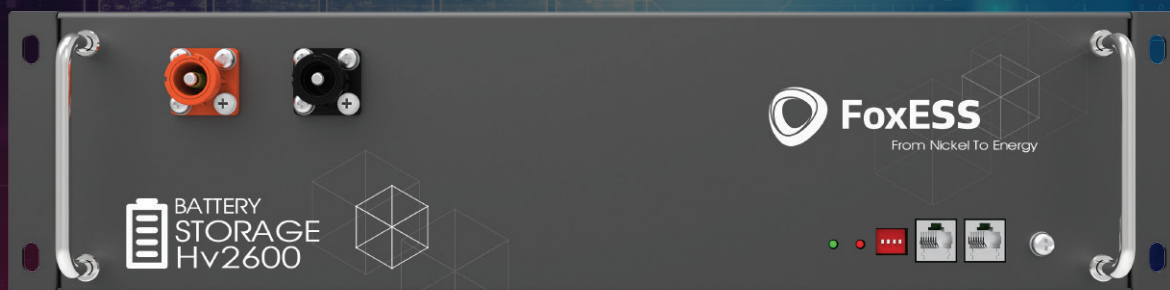 FoxESS
From Nickel To Energy
BATTERY
STORAGE
Hv2600